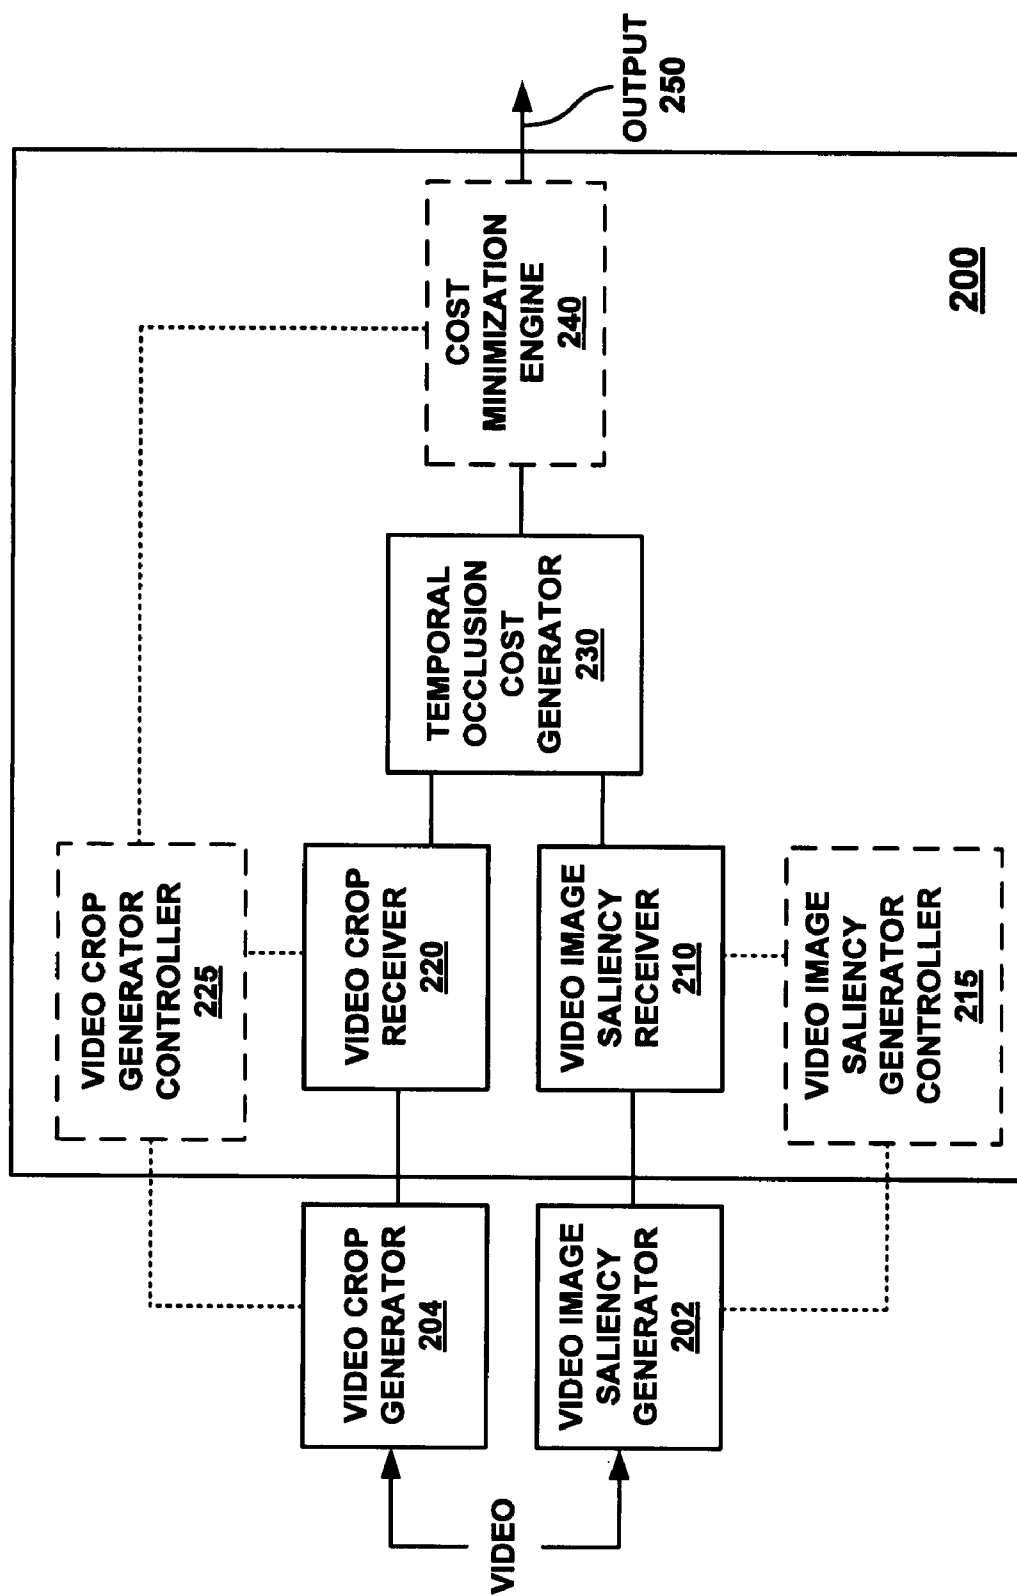 VIDEO
VIDEO CROP
GENERATOR
204
VIDEO IMAGE
SALIENCY
GENERATOR
202
VIDEO CROP
GENERATOR
CONTROLLER
225
VIDEO CROP
RECEIVER
220
VIDEO IMAGE
SALIENCY
RECEIVER
210
VIDEO IMAGE
SALIENCY
GENERATOR
CONTROLLER
215
TEMPORAL
OCCLUSION
COST
GENERATOR
230
COST
MINIMIZATION
ENGINE
240
OUTPUT
250
200